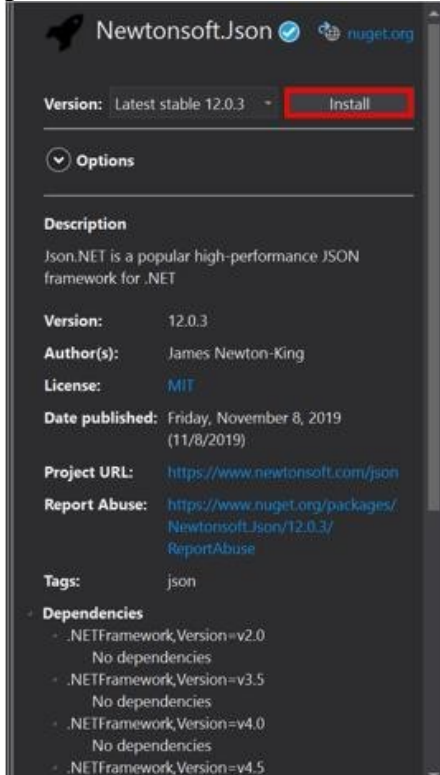 Newtonsoft.Json nuget.org
Version: Latest stable 12.0.3 Install
Options
Description
Json.NET is a popular high-performance JSON
framework for .NET
Version: 12.0.3
Author(s): James Newton-King
License: MIT
Date published: Friday, November 8, 2019
(11/8/2019)
Project URL: https://www.newtonsoft.com/json
Report Abuse: https://www.nuget.org/packages/
Newtonsoft.Json/12.0.3/
ReportAbuse
Tags: json
Dependencies
.NETFramework,Version=v2.0
No dependencies
.NETFramework,Version=v3.5
No dependencies
.NETFramework,Version=v4.0
No dependencies
.NETFramework,Version=v4.5